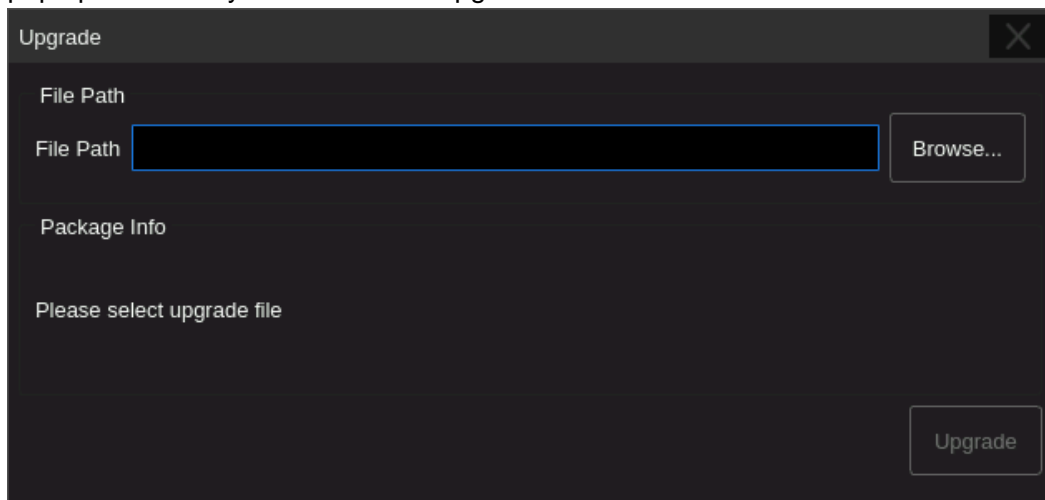 Upgrade
File Path
File Path Browse...
Package Info
Please select upgrade file
Upgrade